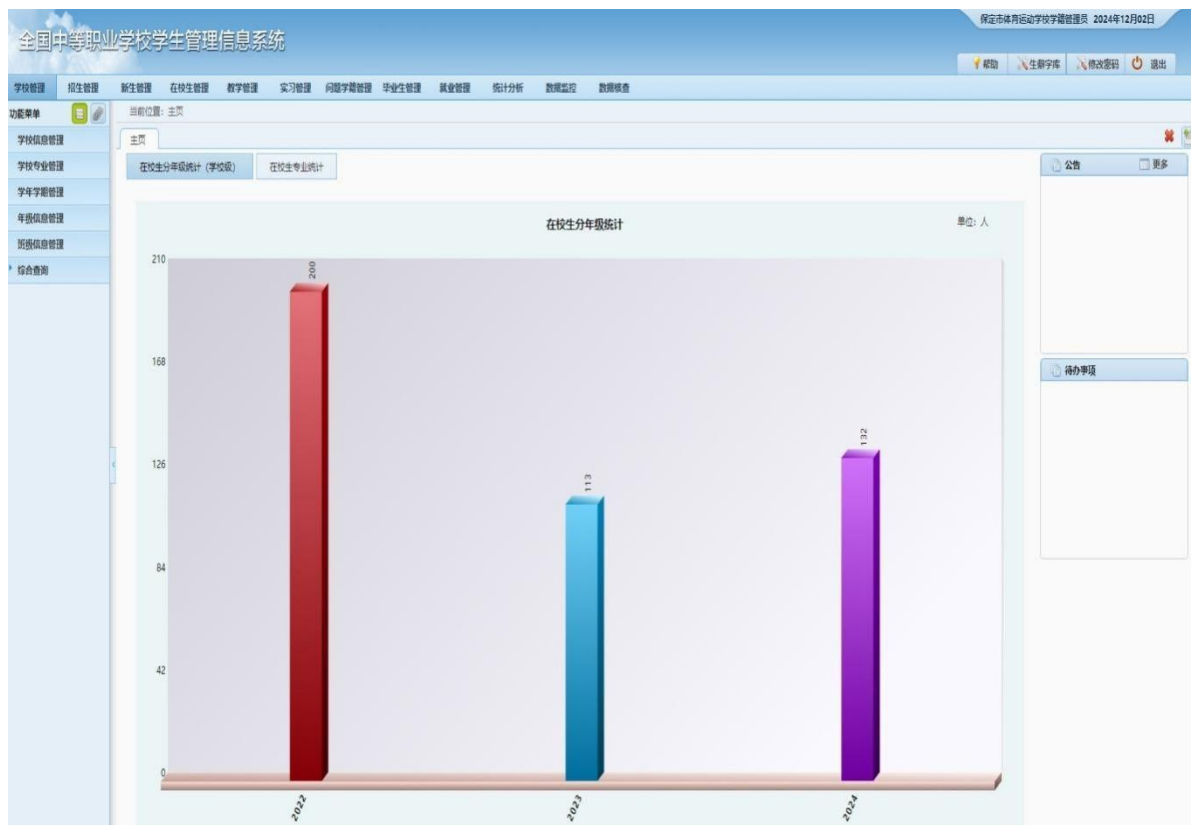 保定市体育运动学校学籍管理员 2024年12月02日
全国中等职业学校学生管理信息系统
帮助 生僻字库 修改密码 退出
学校管理 招生管理 新生管理 在校生管理 教学管理 实习管理 问题学籍管理 毕业生管理 就业管理 统计分析 数据监控 数据核查
功能菜单
当前位置：主页
学校信息管理
学校专业管理
学年学期管理
年级信息管理
班级信息管理
综合查询
主页
在校生分年级统计（学校级） 在校生专业统计
在校生分年级统计
单位：人
210
168
126
84
42
0
200
113
132
2022
2023
2024
公告 更多
待办事项